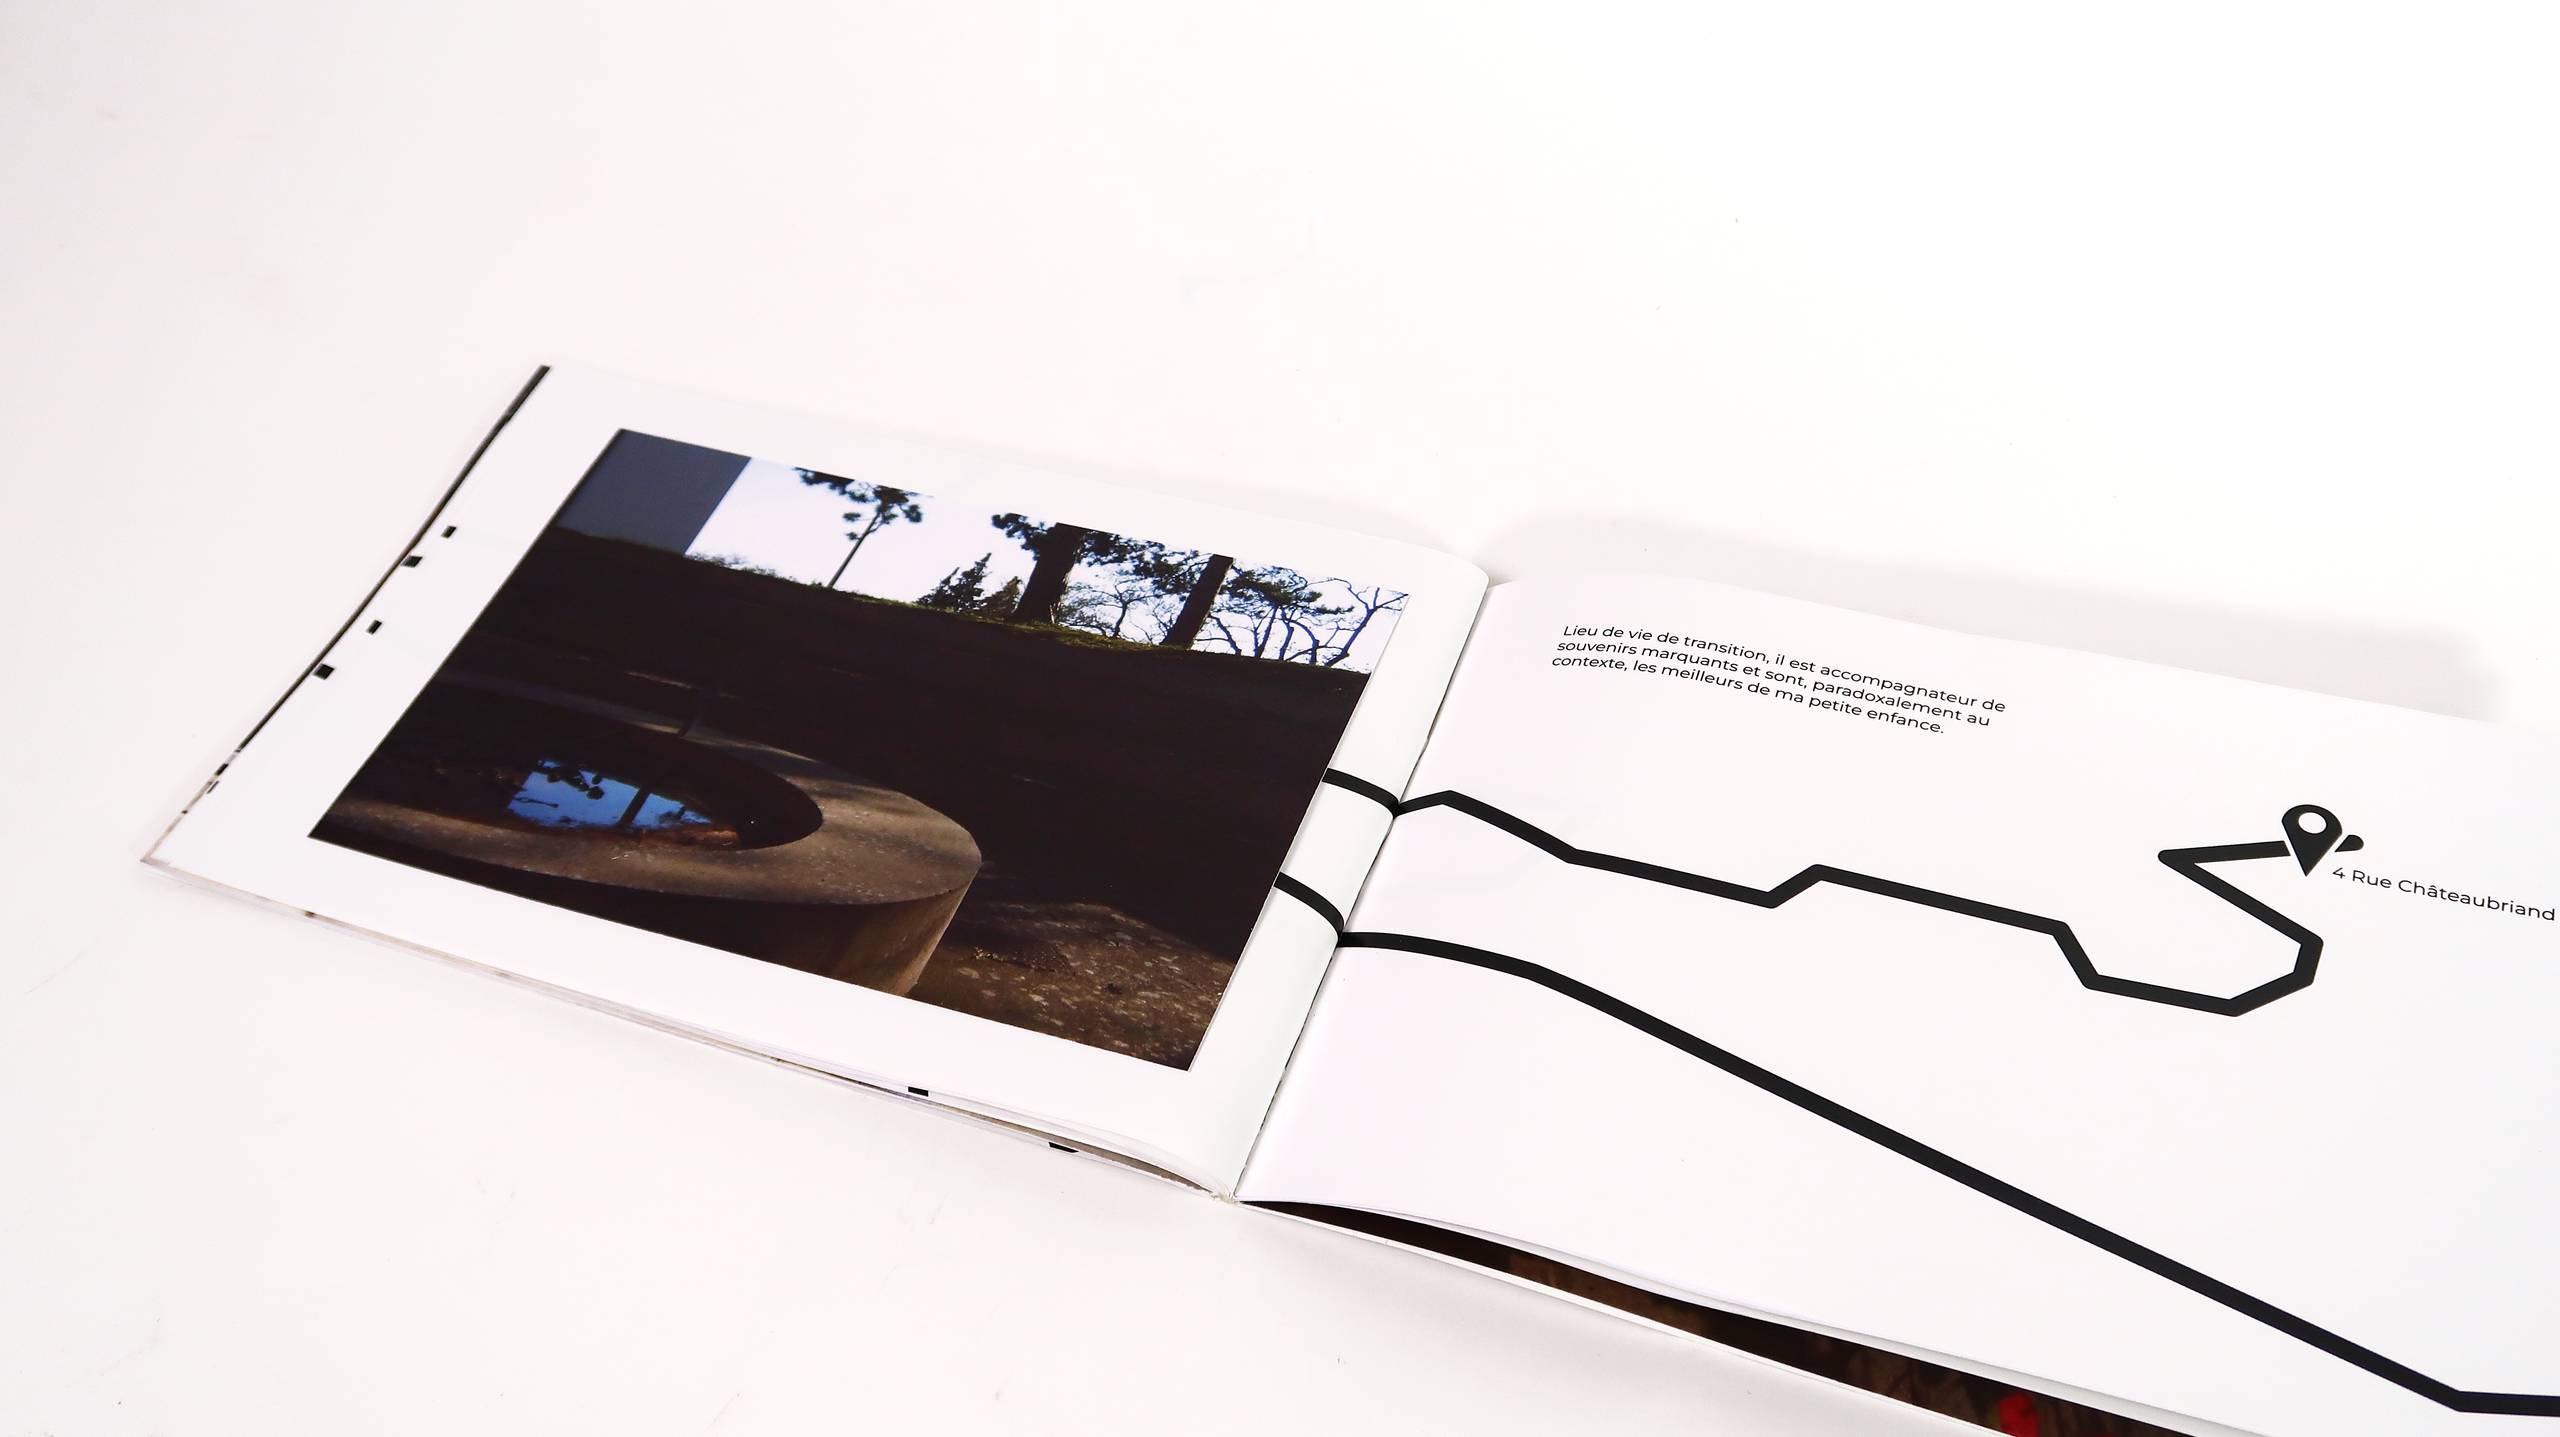 Lieu de vie de transition, il est accompagnateur de
souvenirs marquants et sont, paradoxalement au
contexte, les meilleurs de ma petite enfance.
4 Rue Châteaubriand